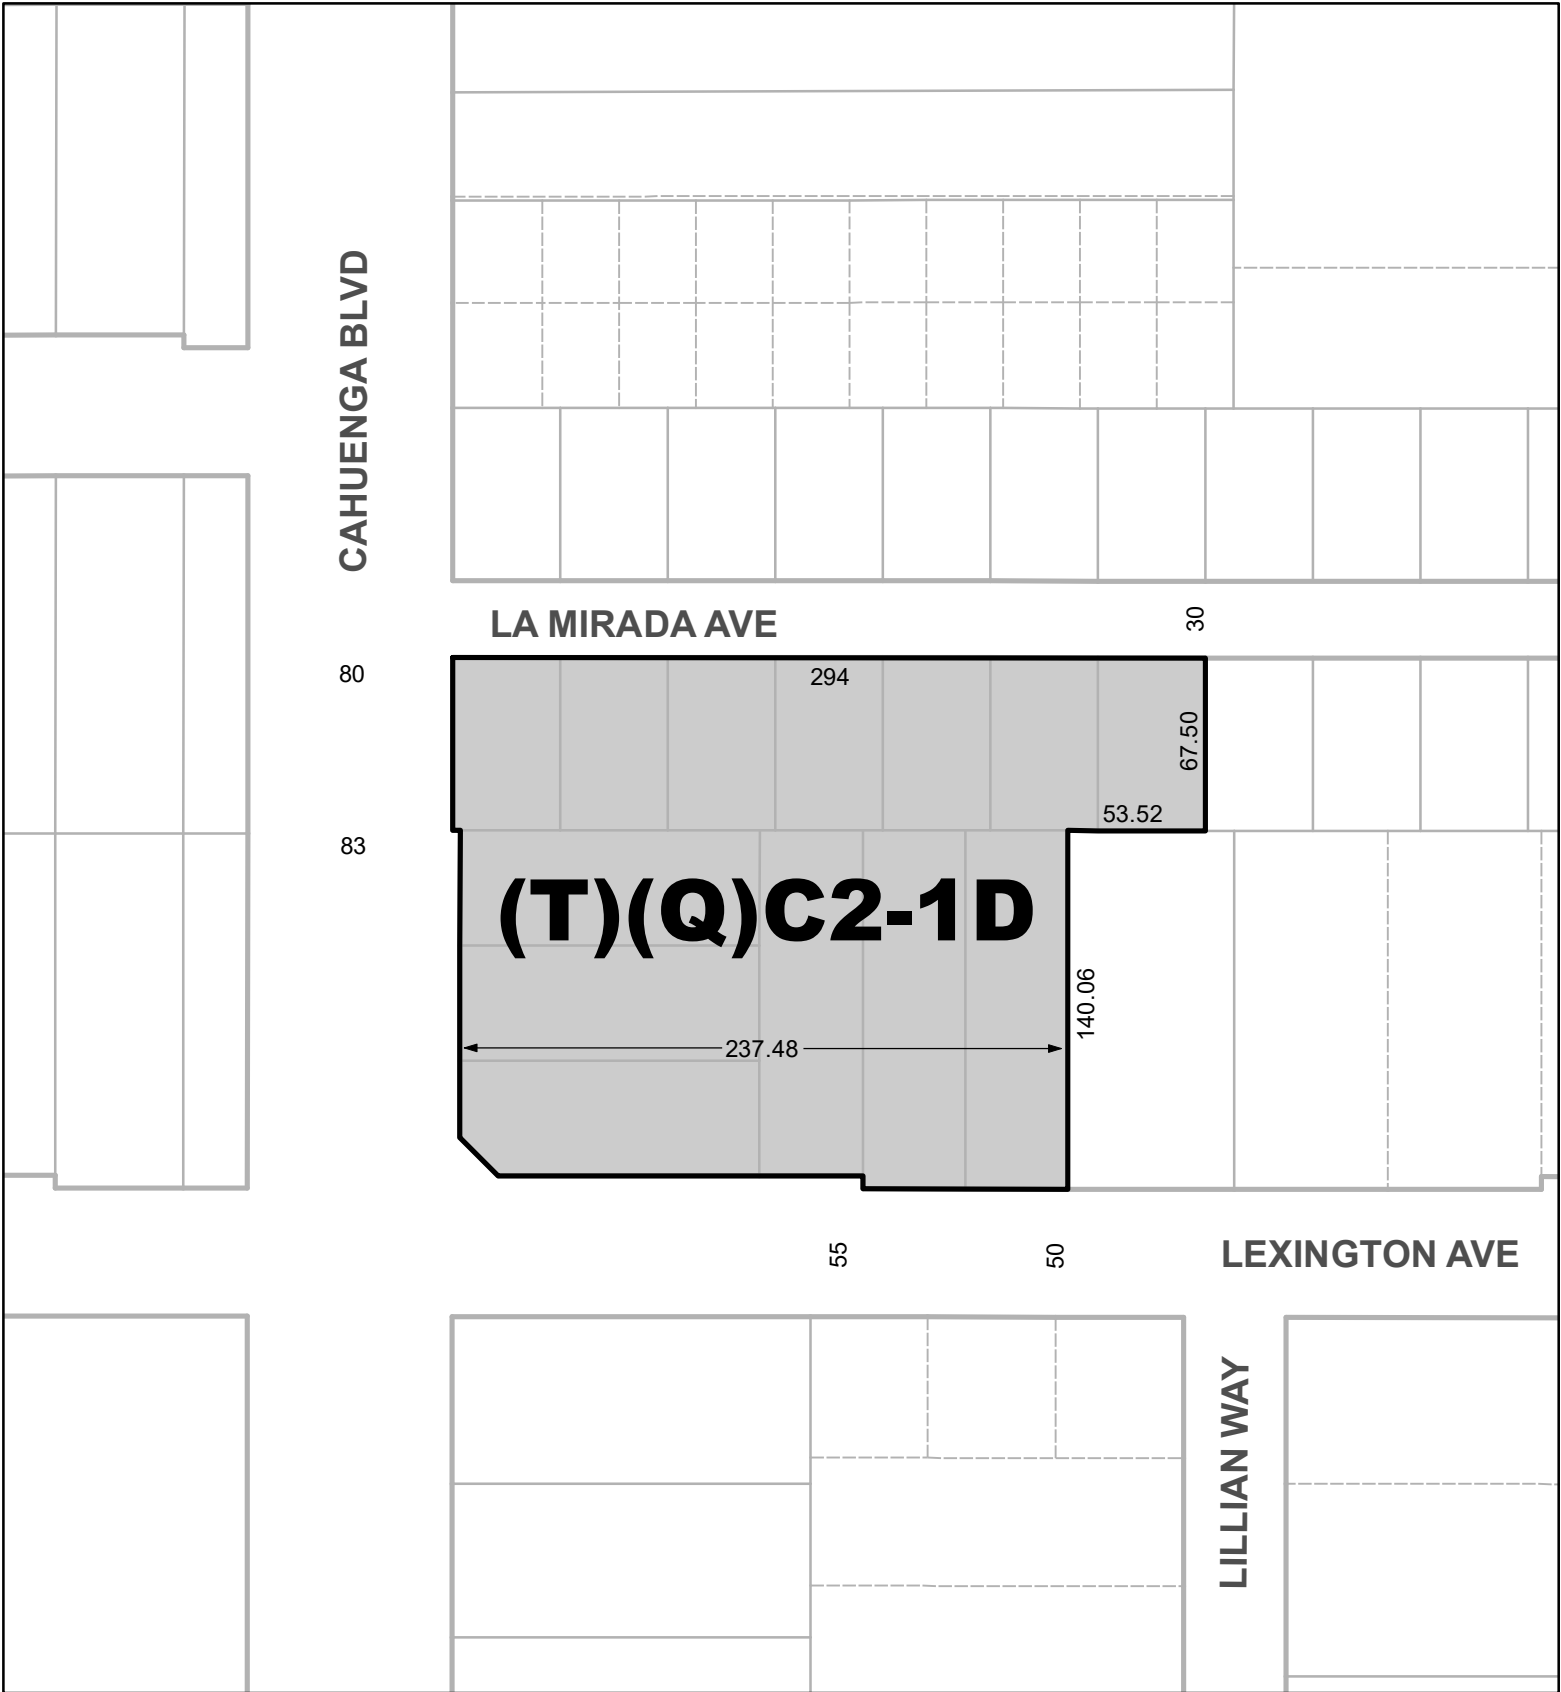 CAHUENGA BLVD
LA MIRADA AVE
30
80
294
67.50
53.52
83
(T)(Q)C2-1D
140.06
237.48
55
50
LEXINGTON AVE
LILLIAN WAY